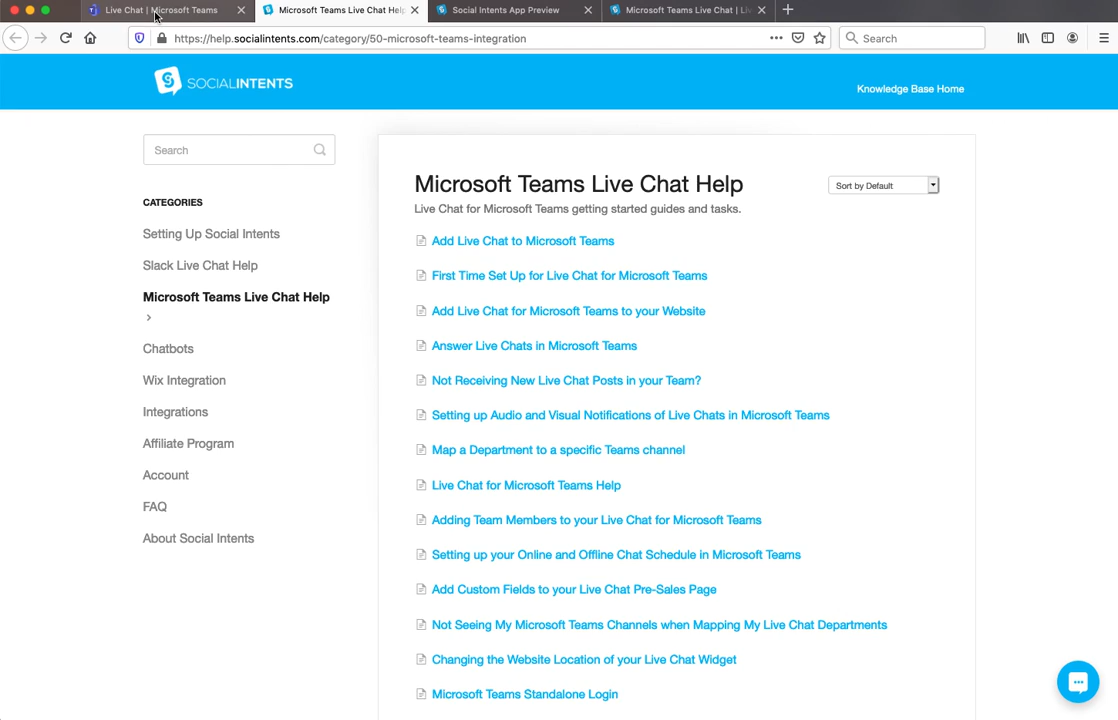 Live Chat | Microsoft Teams
Microsoft Teams Live Chat Help
Social Intents App Preview
Microsoft Teams Live Chat | Li
https://help.socialintents.com/category/50-microsoft-teams-integration
Search
SOCIALINTENTS
Knowledge Base Home
Search
CATEGORIES
Setting Up Social Intents
Slack Live Chat Help
Microsoft Teams Live Chat Help
Chatbots
Wix Integration
Integrations
Affiliate Program
Account
FAQ
About Social Intents
Microsoft Teams Live Chat Help
Sort by Default
Live Chat for Microsoft Teams getting started guides and tasks.
Add Live Chat to Microsoft Teams
First Time Set Up for Live Chat for Microsoft Teams
Add Live Chat for Microsoft Teams to your Website
Answer Live Chats in Microsoft Teams
Not Receiving New Live Chat Posts in your Team?
Setting up Audio and Visual Notifications of Live Chats in Microsoft Teams
Map a Department to a specific Teams channel
Live Chat for Microsoft Teams Help
Adding Team Members to your Live Chat for Microsoft Teams
Setting up your Online and Offline Chat Schedule in Microsoft Teams
Add Custom Fields to your Live Chat Pre-Sales Page
Not Seeing My Microsoft Teams Channels when Mapping My Live Chat Departments
Changing the Website Location of your Live Chat Widget
Microsoft Teams Standalone Login